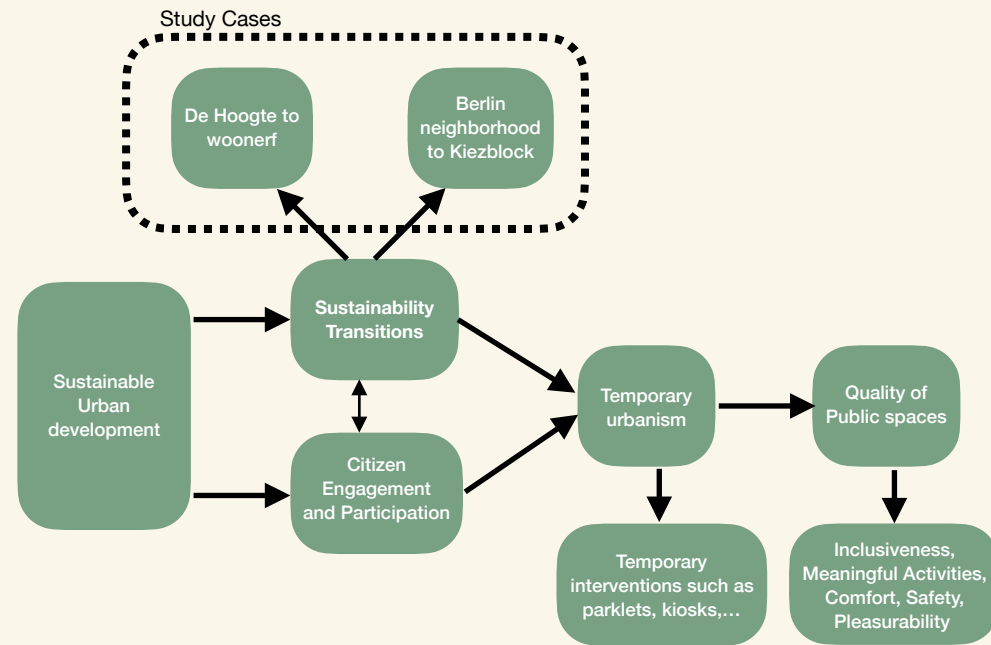 Study Cases
De Hoogte to
woonerf
Berlin
neighborhood
to Kiezblock
Sustainability
Transitions
Sustainable
Urban
development
Citizen
Engagement
and Participation
Temporary
urbanism
Quality of
Public spaces
Temporary
interventions such as
parklets, kiosks,...
Inclusiveness,
Meaningful Activities,
Comfort, Safety,
Pleasurability